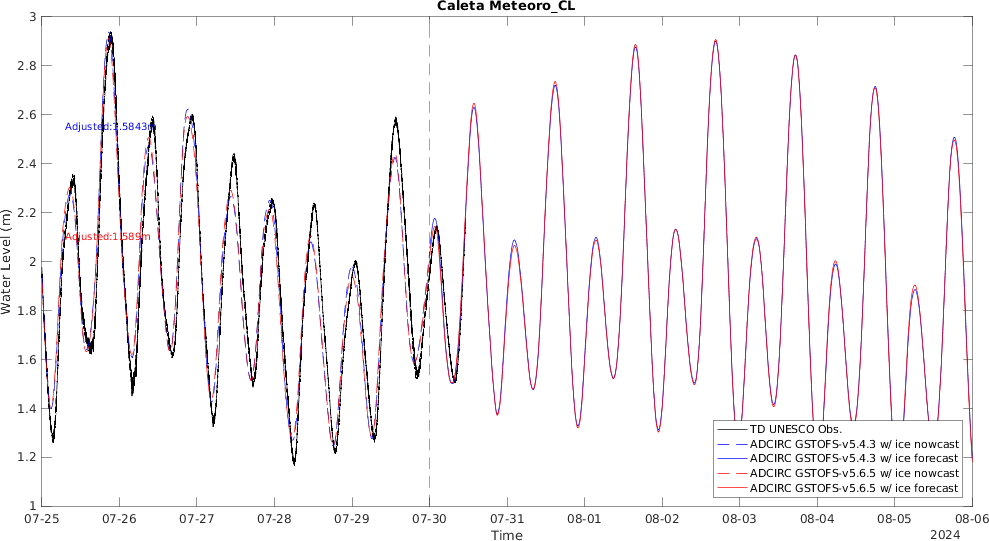 Caleta Meteoro_CL
3
2.8
2.6
2.4
2.2
2
1.8
1.6
1.4
1.2
1
Water Level (m)
Adjusted:1.5843m
Adjusted:1.589m
TD UNESCO Obs.
ADCIRC GSTOFS-v5.4.3 w/ ice nowcast
ADCIRC GSTOFS-v5.4.3 w/ ice forecast
ADCIRC GSTOFS-v5.6.5 w/ ice nowcast
ADCIRC GSTOFS-v5.6.5 w/ ice forecast
07-25 07-26 07-27 07-28 07-29 07-30 07-31 08-01 08-02 08-03 08-04 08-05 08-06
Time
2024